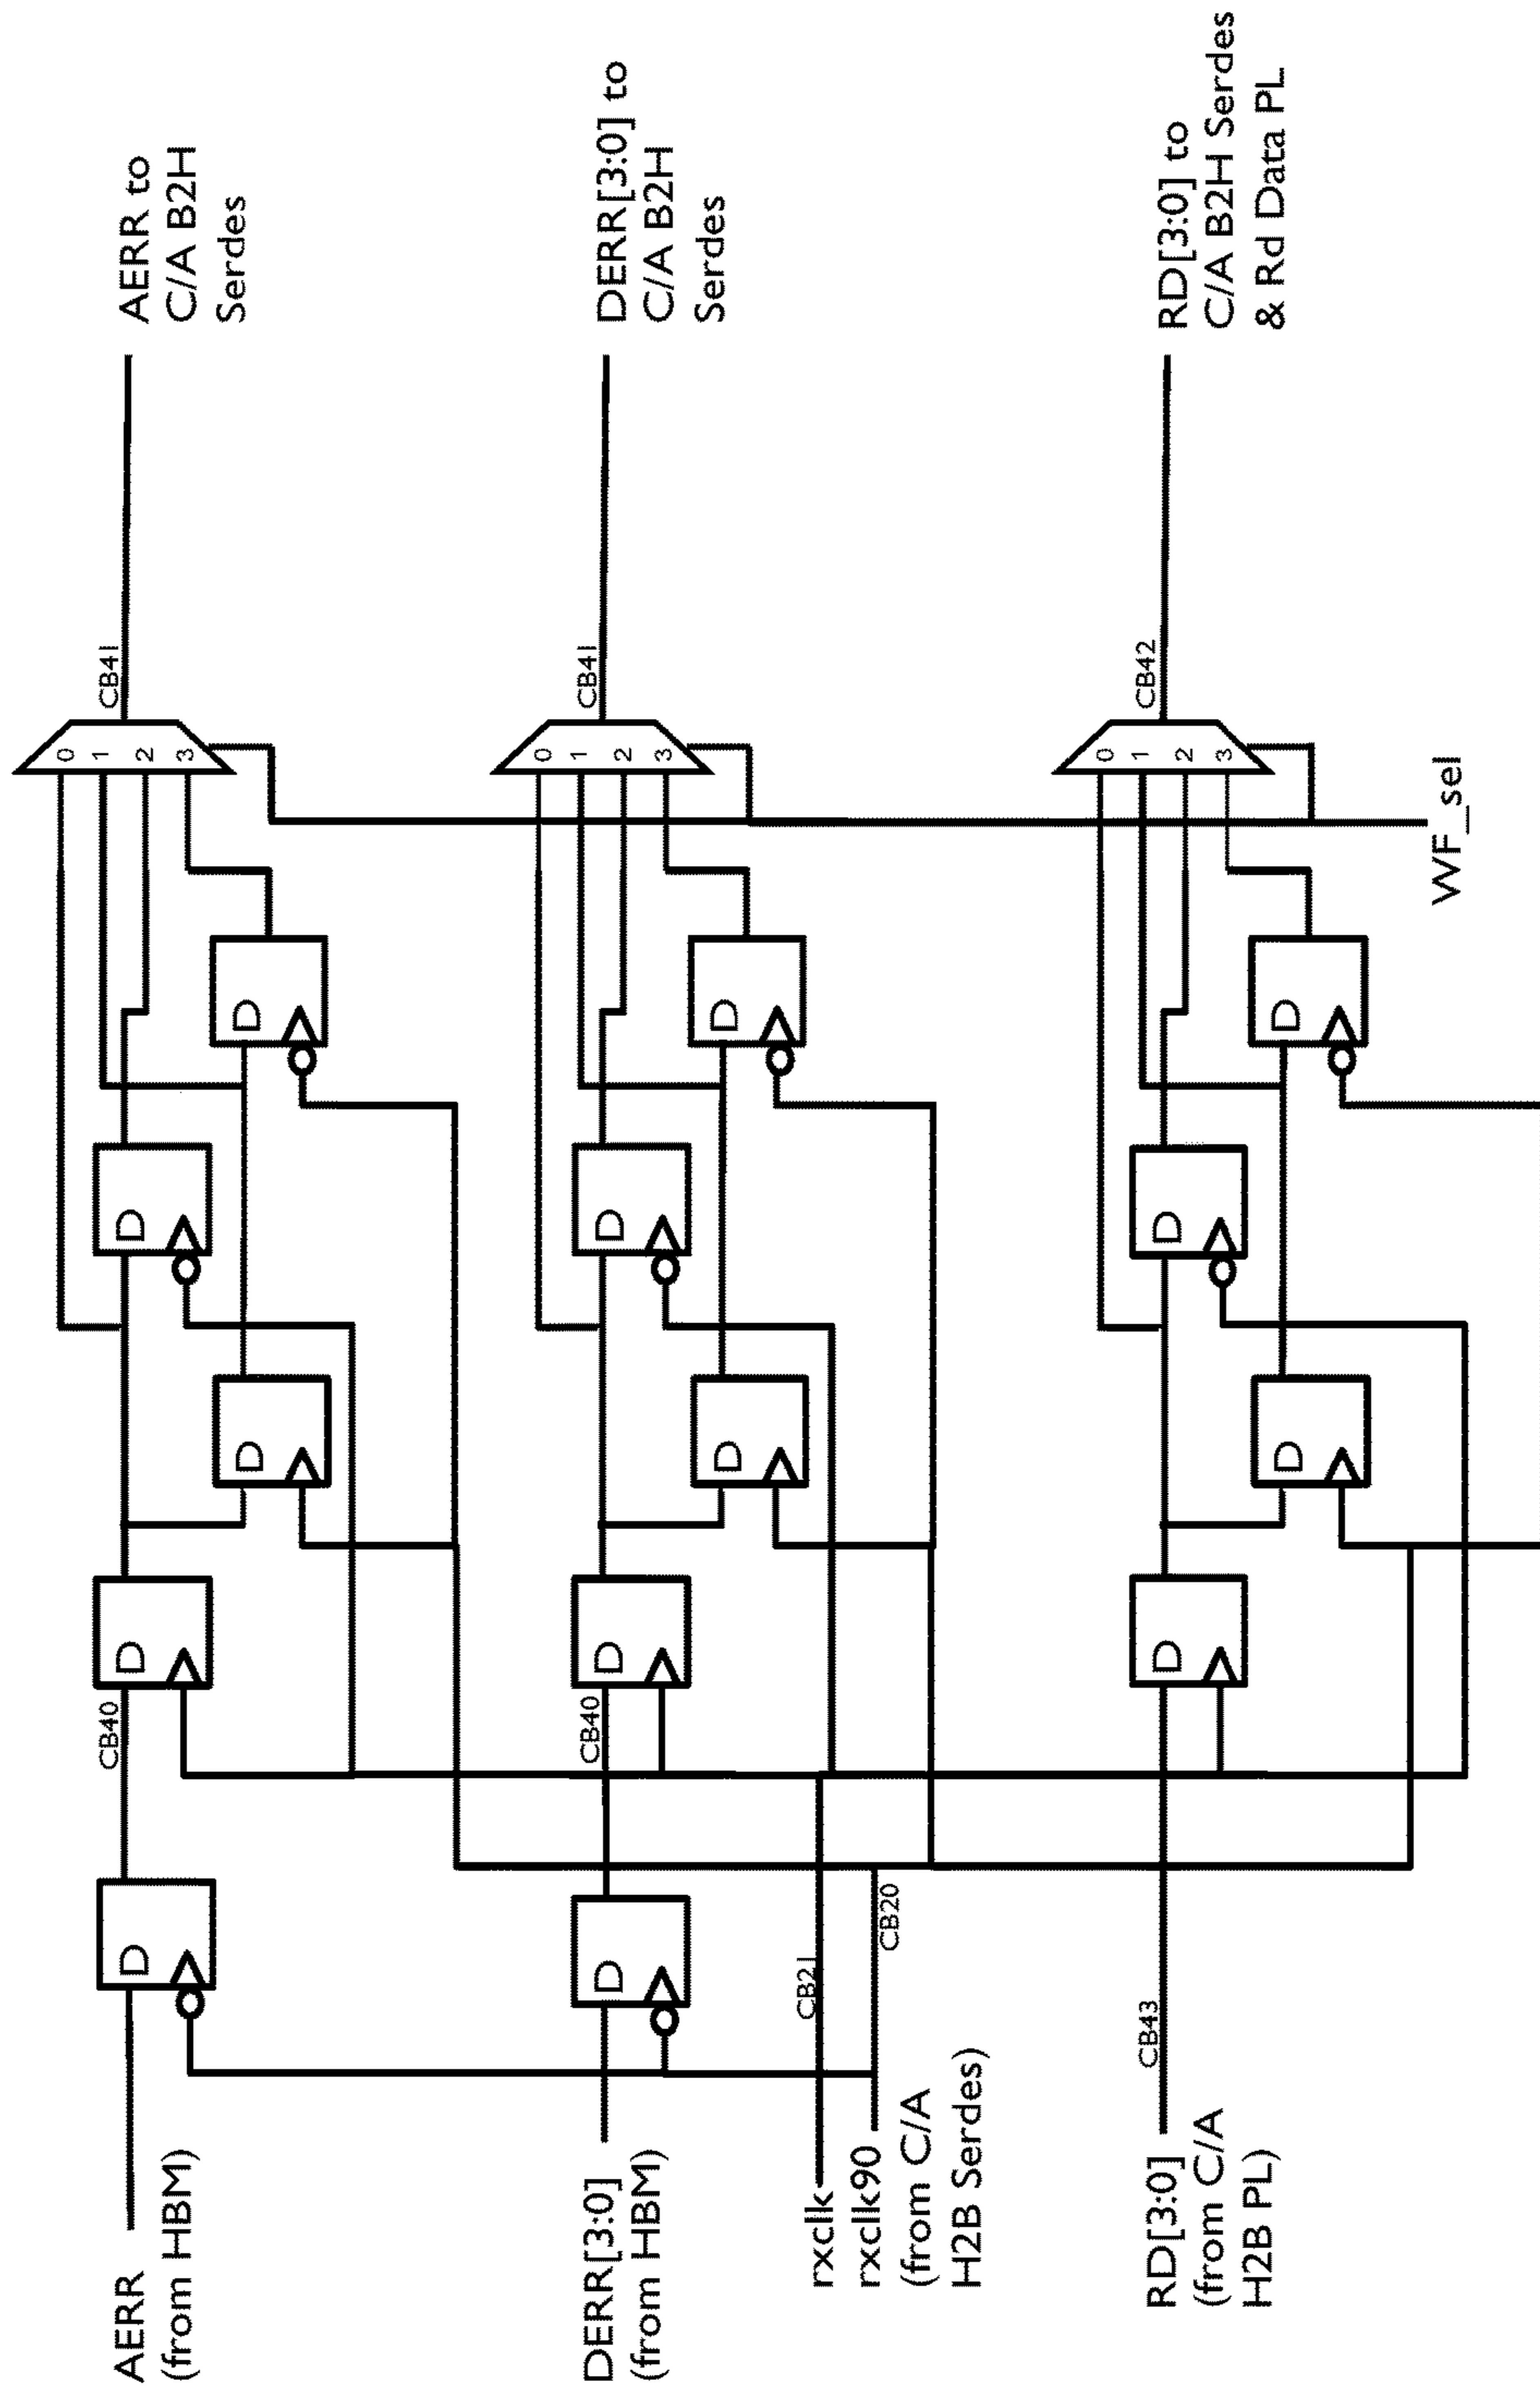 AERR
(from HBM)
D
CB40
D
D
D
D
0
1
2
3
CB41
AERR to
C/A B2H
Serdes
DERR[3:0]
(from HBM)
D
CB40
D
D
D
D
0
1
2
3
CB41
DERR[3:0] to
C/A B2H
Serdes
rxclk
rxclk90
(from C/A
H2B Serdes)
CB21
CB20
RD[3:0]
(from C/A
H2B PL)
CB43
D
D
D
D
0
1
2
3
CB42
RD[3:0] to
C/A B2H Serdes
& Rd Data PL
WF_sel